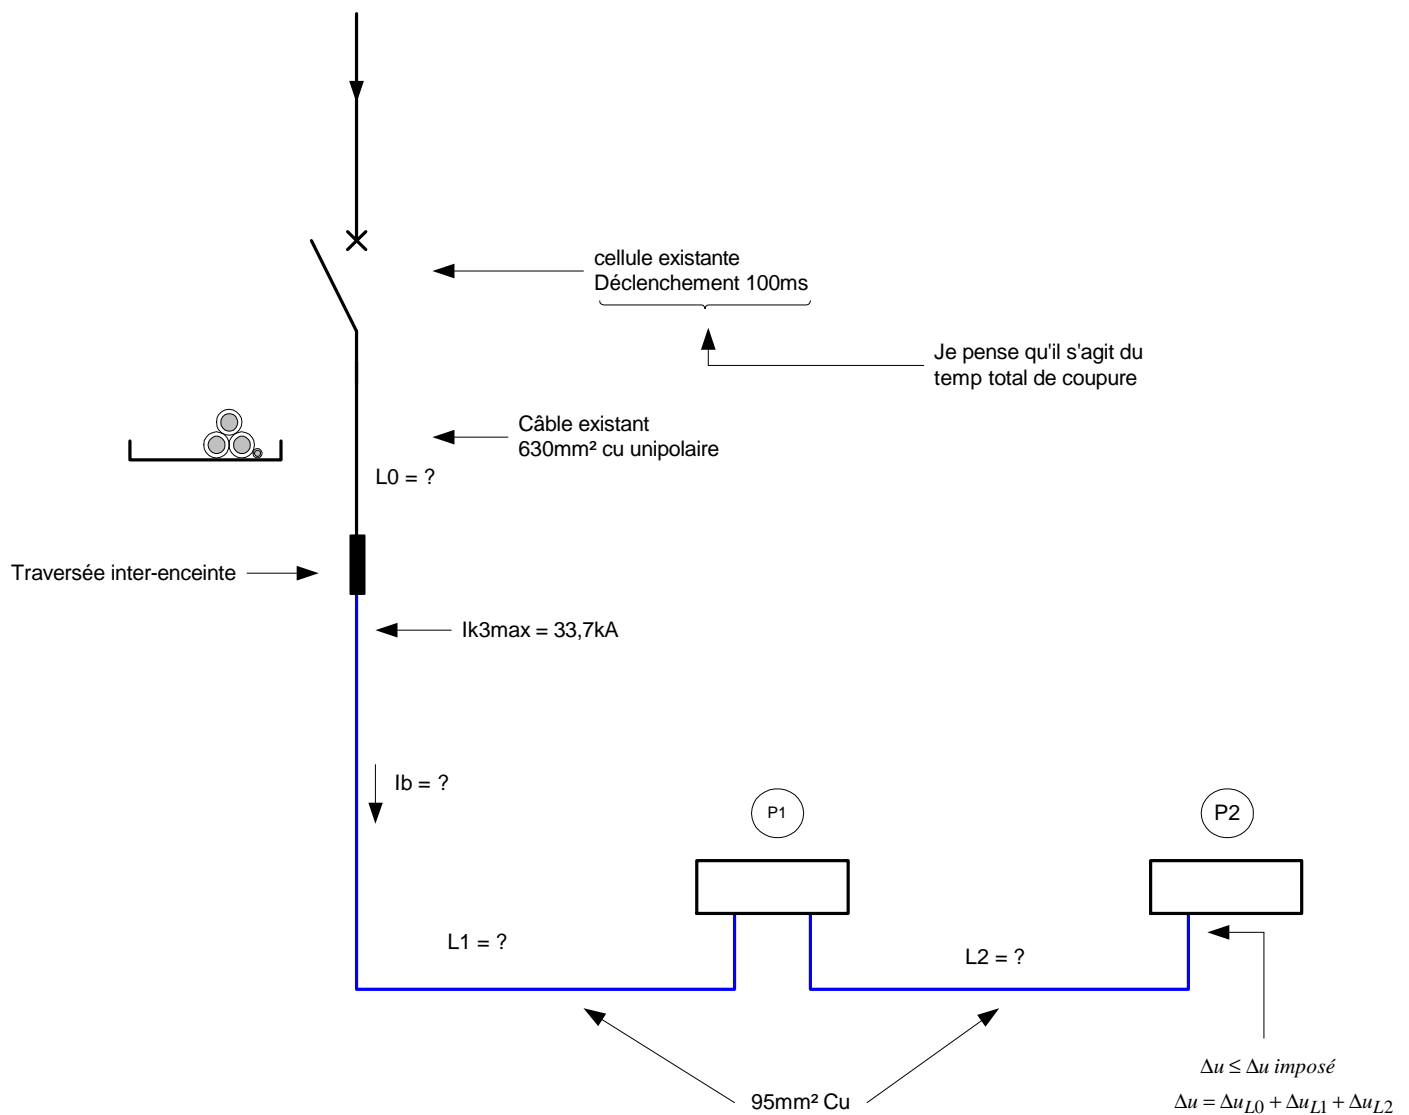 cellule existante
Déclenchement 100ms
Je pense qu'il s'agit du
temp total de coupure
Câble existant
630mm² cu unipolaire
L0 = ?
Traversée inter-enceinte
Ik3max = 33,7kA
Ib = ?
P1
P2
L1 = ?
L2 = ?
Δu ≤ Δu imposé
Δu = Δu_L0 + Δu_L1 + Δu_L2
95mm² Cu